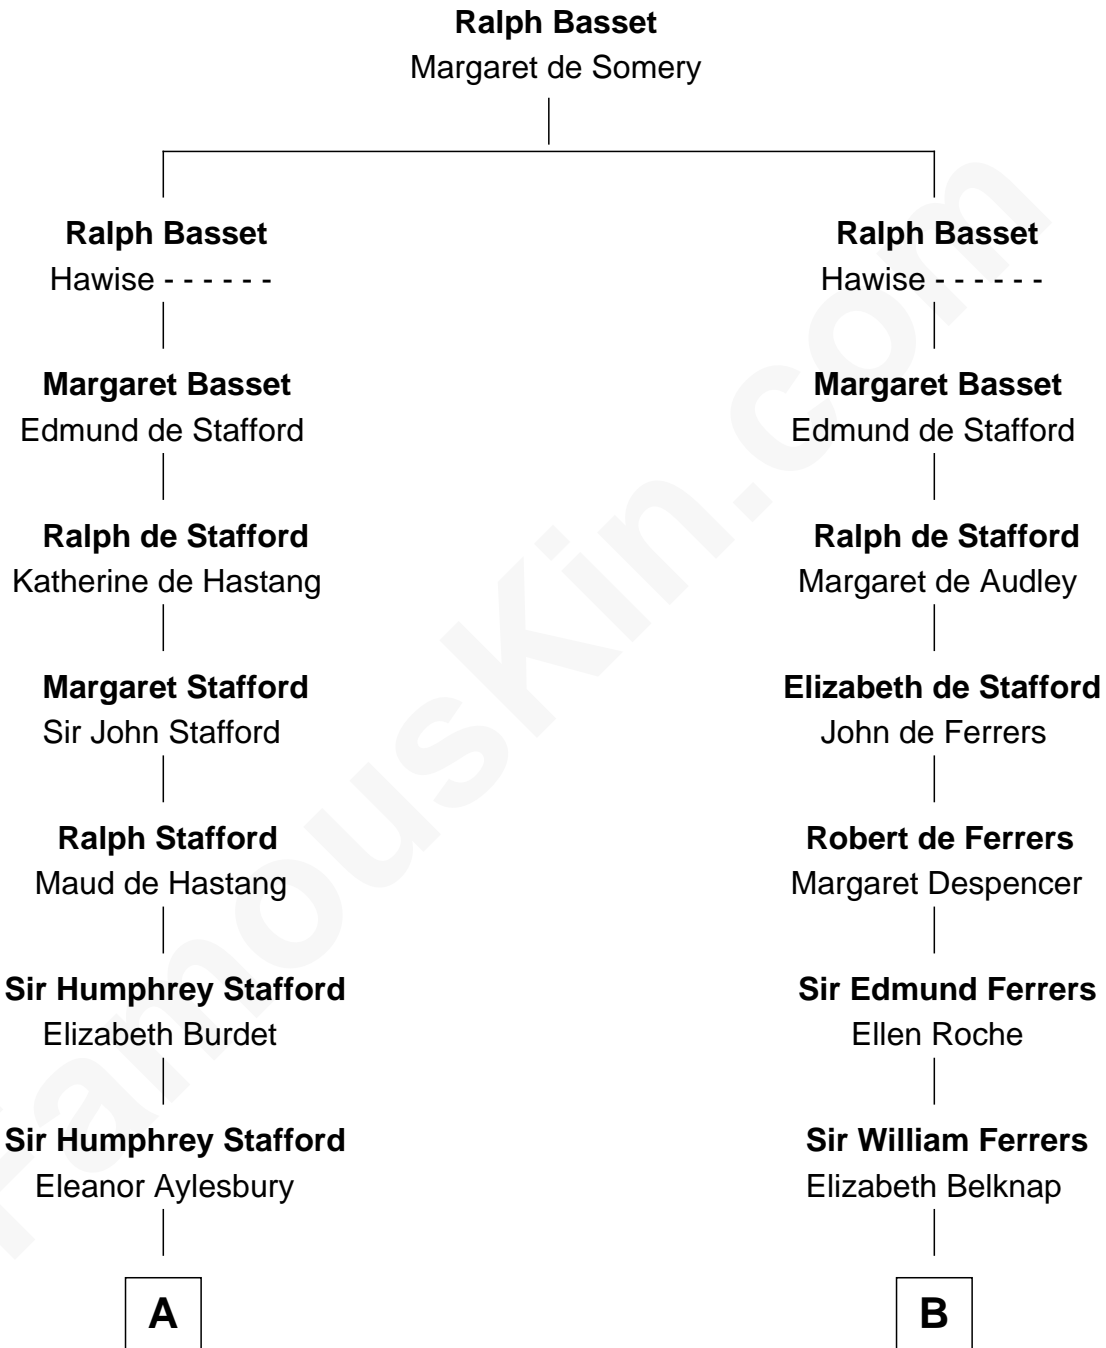 Ralph Basset
Margaret de Somery
Ralph Basset
Hawise - - - - - -
Margaret Basset
Edmund de Stafford
Ralph de Stafford
Katherine de Hastang
Margaret Stafford
Sir John Stafford
Ralph Stafford
Maud de Hastang
Sir Humphrey Stafford
Elizabeth Burdet
Sir Humphrey Stafford
Eleanor Aylesbury
A
Ralph Basset
Hawise - - - - - -
Margaret Basset
Edmund de Stafford
Ralph de Stafford
Margaret de Audley
Elizabeth de Stafford
John de Ferrers
Robert de Ferrers
Margaret Despencer
Sir Edmund Ferrers
Ellen Roche
Sir William Ferrers
Elizabeth Belknap
B
FamousKin.com